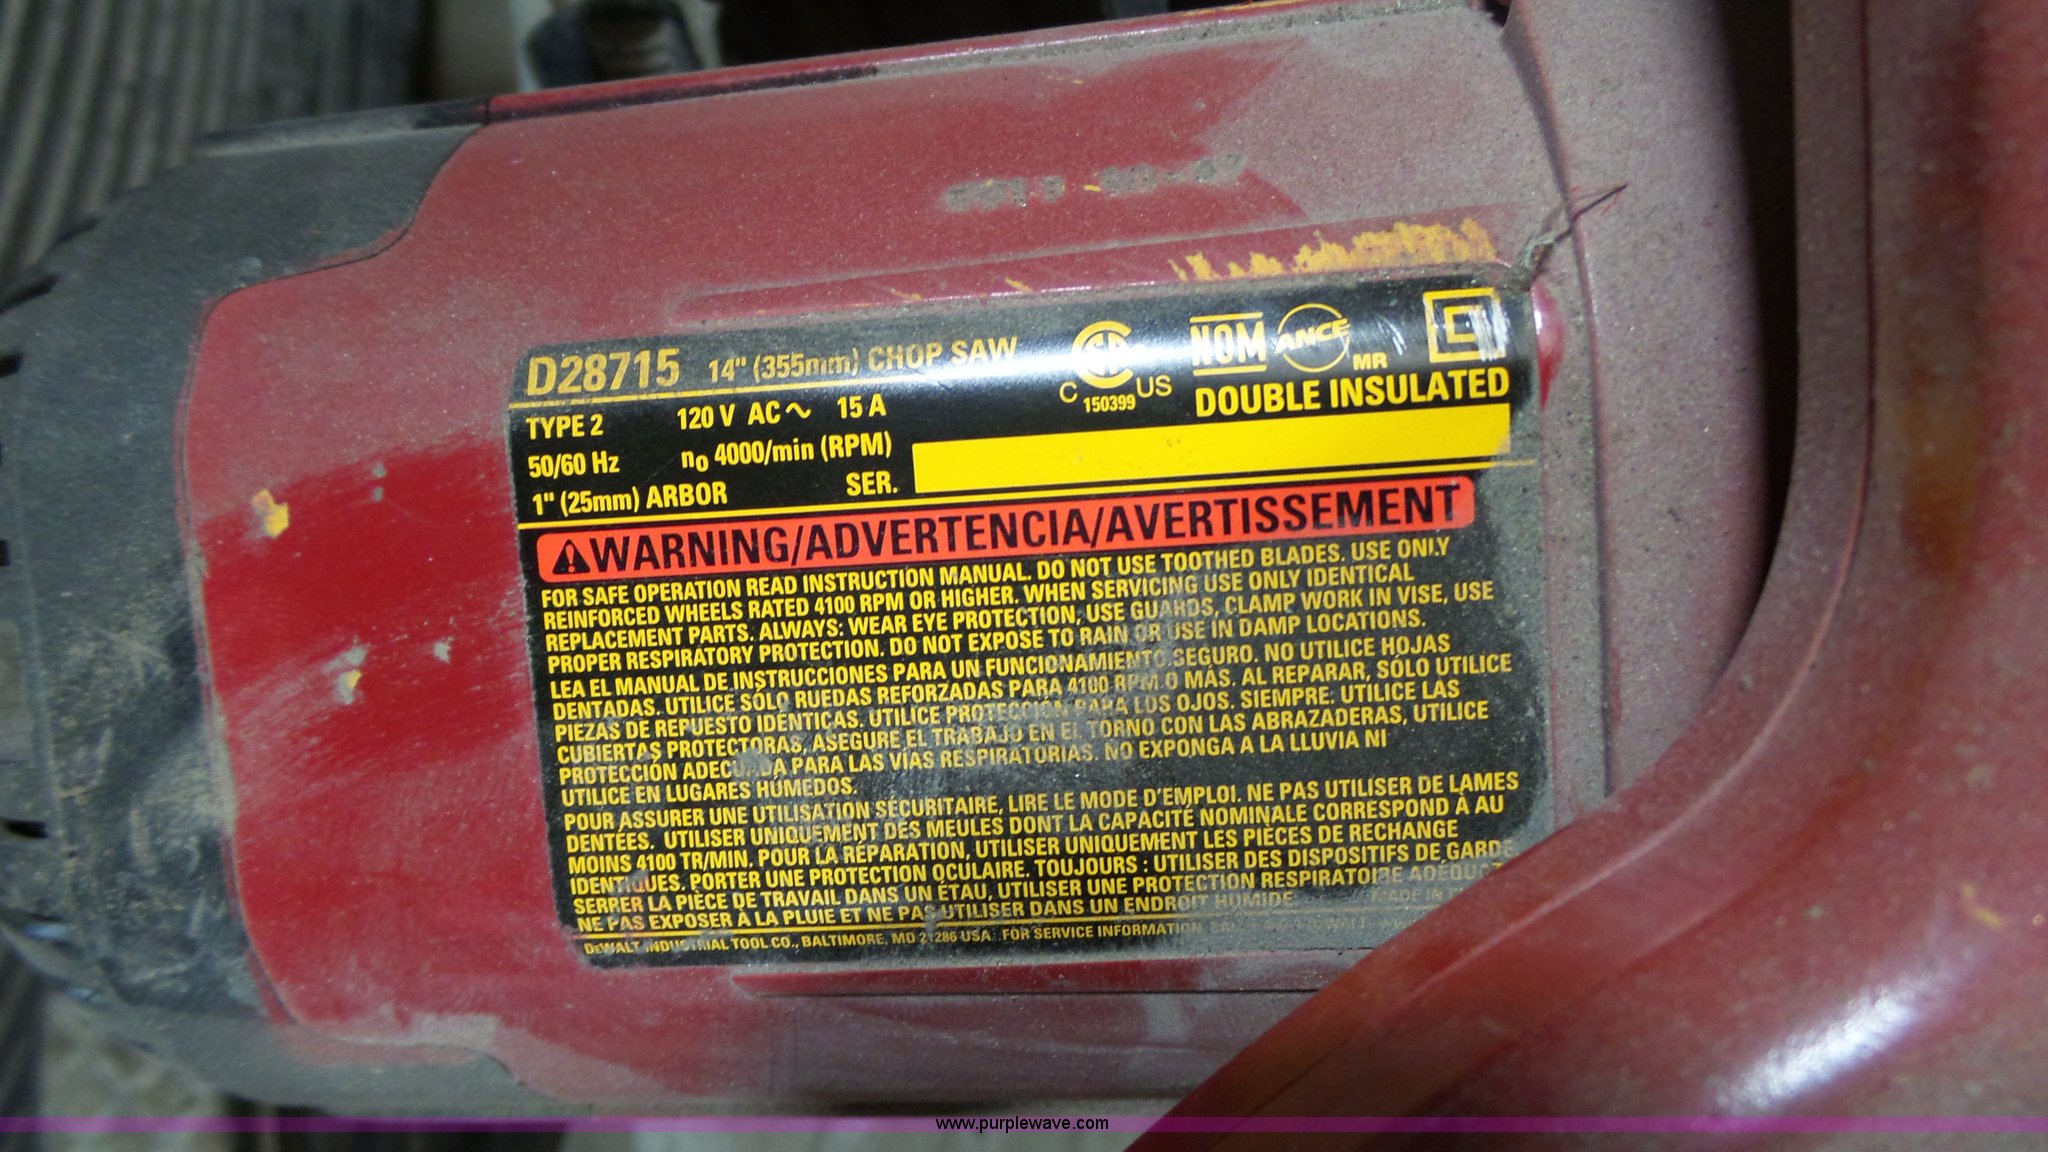 D28715 14" (355mm) CHOP SAW
TYPE 2 120 V AC ~ 15 A
50/60 Hz n₀ 4000/min (RPM)
1" (25mm) ARBOR SER.
C US
150399
NOM ANCE MR
DOUBLE INSULATED
WARNING/ADVERTENCIA/AVERTISSEMENT
FOR SAFE OPERATION READ INSTRUCTION MANUAL. DO NOT USE TOOTHED BLADES. USE ONLY
REINFORCED WHEELS RATED 4100 RPM OR HIGHER. WHEN SERVICING USE ONLY IDENTICAL
REPLACEMENT PARTS. ALWAYS: WEAR EYE PROTECTION, USE GUARDS, CLAMP WORK IN VISE, USE
PROPER RESPIRATORY PROTECTION. DO NOT EXPOSE TO RAIN OR USE IN DAMP LOCATIONS.
LEA EL MANUAL DE INSTRUCCIONES PARA UN FUNCIONAMIENTO SEGURO. NO UTILICE HOJAS
DENTADAS. UTILICE SÓLO RUEDAS REFORZADAS PARA 4100 RPM O MÁS. AL REPARAR, SÓLO UTILICE
PIEZAS DE REPUESTO IDÉNTICAS. UTILICE PROTECCIÓN PARA LOS OJOS. SIEMPRE: UTILICE LAS
CUBIERTAS PROTECTORAS, ASEGURE EL TRABAJO EN EL TORNO CON LAS ABRAZADERAS, UTILICE
PROTECCIÓN ADECUADA PARA LAS VÍAS RESPIRATORIAS. NO EXPONGA A LA LLUVIA NI
UTILICE EN LUGARES HÚMEDOS.
POUR ASSURER UNE UTILISATION SÉCURITAIRE, LIRE LE MODE D'EMPLOI. NE PAS UTILISER DE LAMES
DENTÉES. UTILISER UNIQUEMENT DES MEULES DONT LA CAPACITÉ NOMINALE CORRESPOND À AU
MOINS 4100 TR/MIN. POUR LA RÉPARATION, UTILISER UNIQUEMENT LES PIÈCES DE RECHANGE
IDENTIQUES. PORTER UNE PROTECTION OCULAIRE. TOUJOURS : UTILISER DES DISPOSITIFS DE GARDE
SERRER LA PIÈCE DE TRAVAIL DANS UN ÉTAU, UTILISER UNE PROTECTION RESPIRATOIRE
NE PAS EXPOSER À LA PLUIE ET NE PAS UTILISER DANS UN ENDROIT HUMIDE MADE IN
DeWALT INDUSTRIAL TOOL CO., BALTIMORE, MD 21286 USA FOR SERVICE INFORMATION
www.purplewave.com